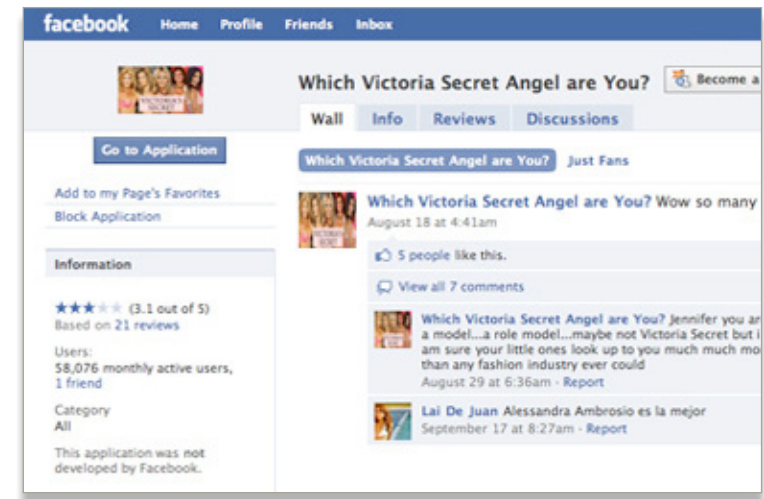 facebook Home Profile Friends Inbox
VICTORIA'S
SECRET
Go to Application
Add to my Page's Favorites
Block Application
Information
(3.1 out of 5)
Based on 21 reviews
Users:
58,076 monthly active users,
1 friend
Category
All
This application was not
developed by Facebook.
Which Victoria Secret Angel are You? Become a
Wall Info Reviews Discussions
Which Victoria Secret Angel are You? Just Fans
Which Victoria Secret Angel are You? Wow so many
August 18 at 4:41am
5 people like this.
View all 7 comments
Which Victoria Secret Angel are You? Jennifer you ar
a model...a role model...maybe not Victoria Secret but i
am sure your little ones look up to you much much mo
than any fashion industry ever could
August 29 at 6:36am · Report
Lai De Juan Alessandra Ambrosio es la mejor
September 17 at 8:27am · Report